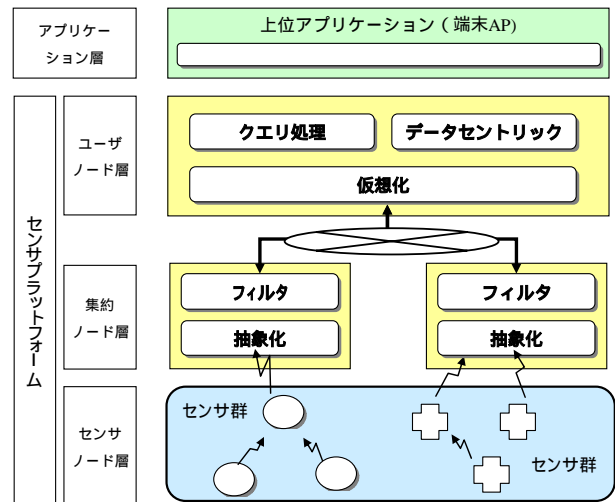 アプリケー
ション層
上位アプリケーション(端末AP)
センサプラットフォーム
ユーザ
ノード層
クエリ処理
データセントリック
仮想化
集約
ノード層
フィルタ
抽象化
フィルタ
抽象化
センサ
ノード層
センサ群
センサ群